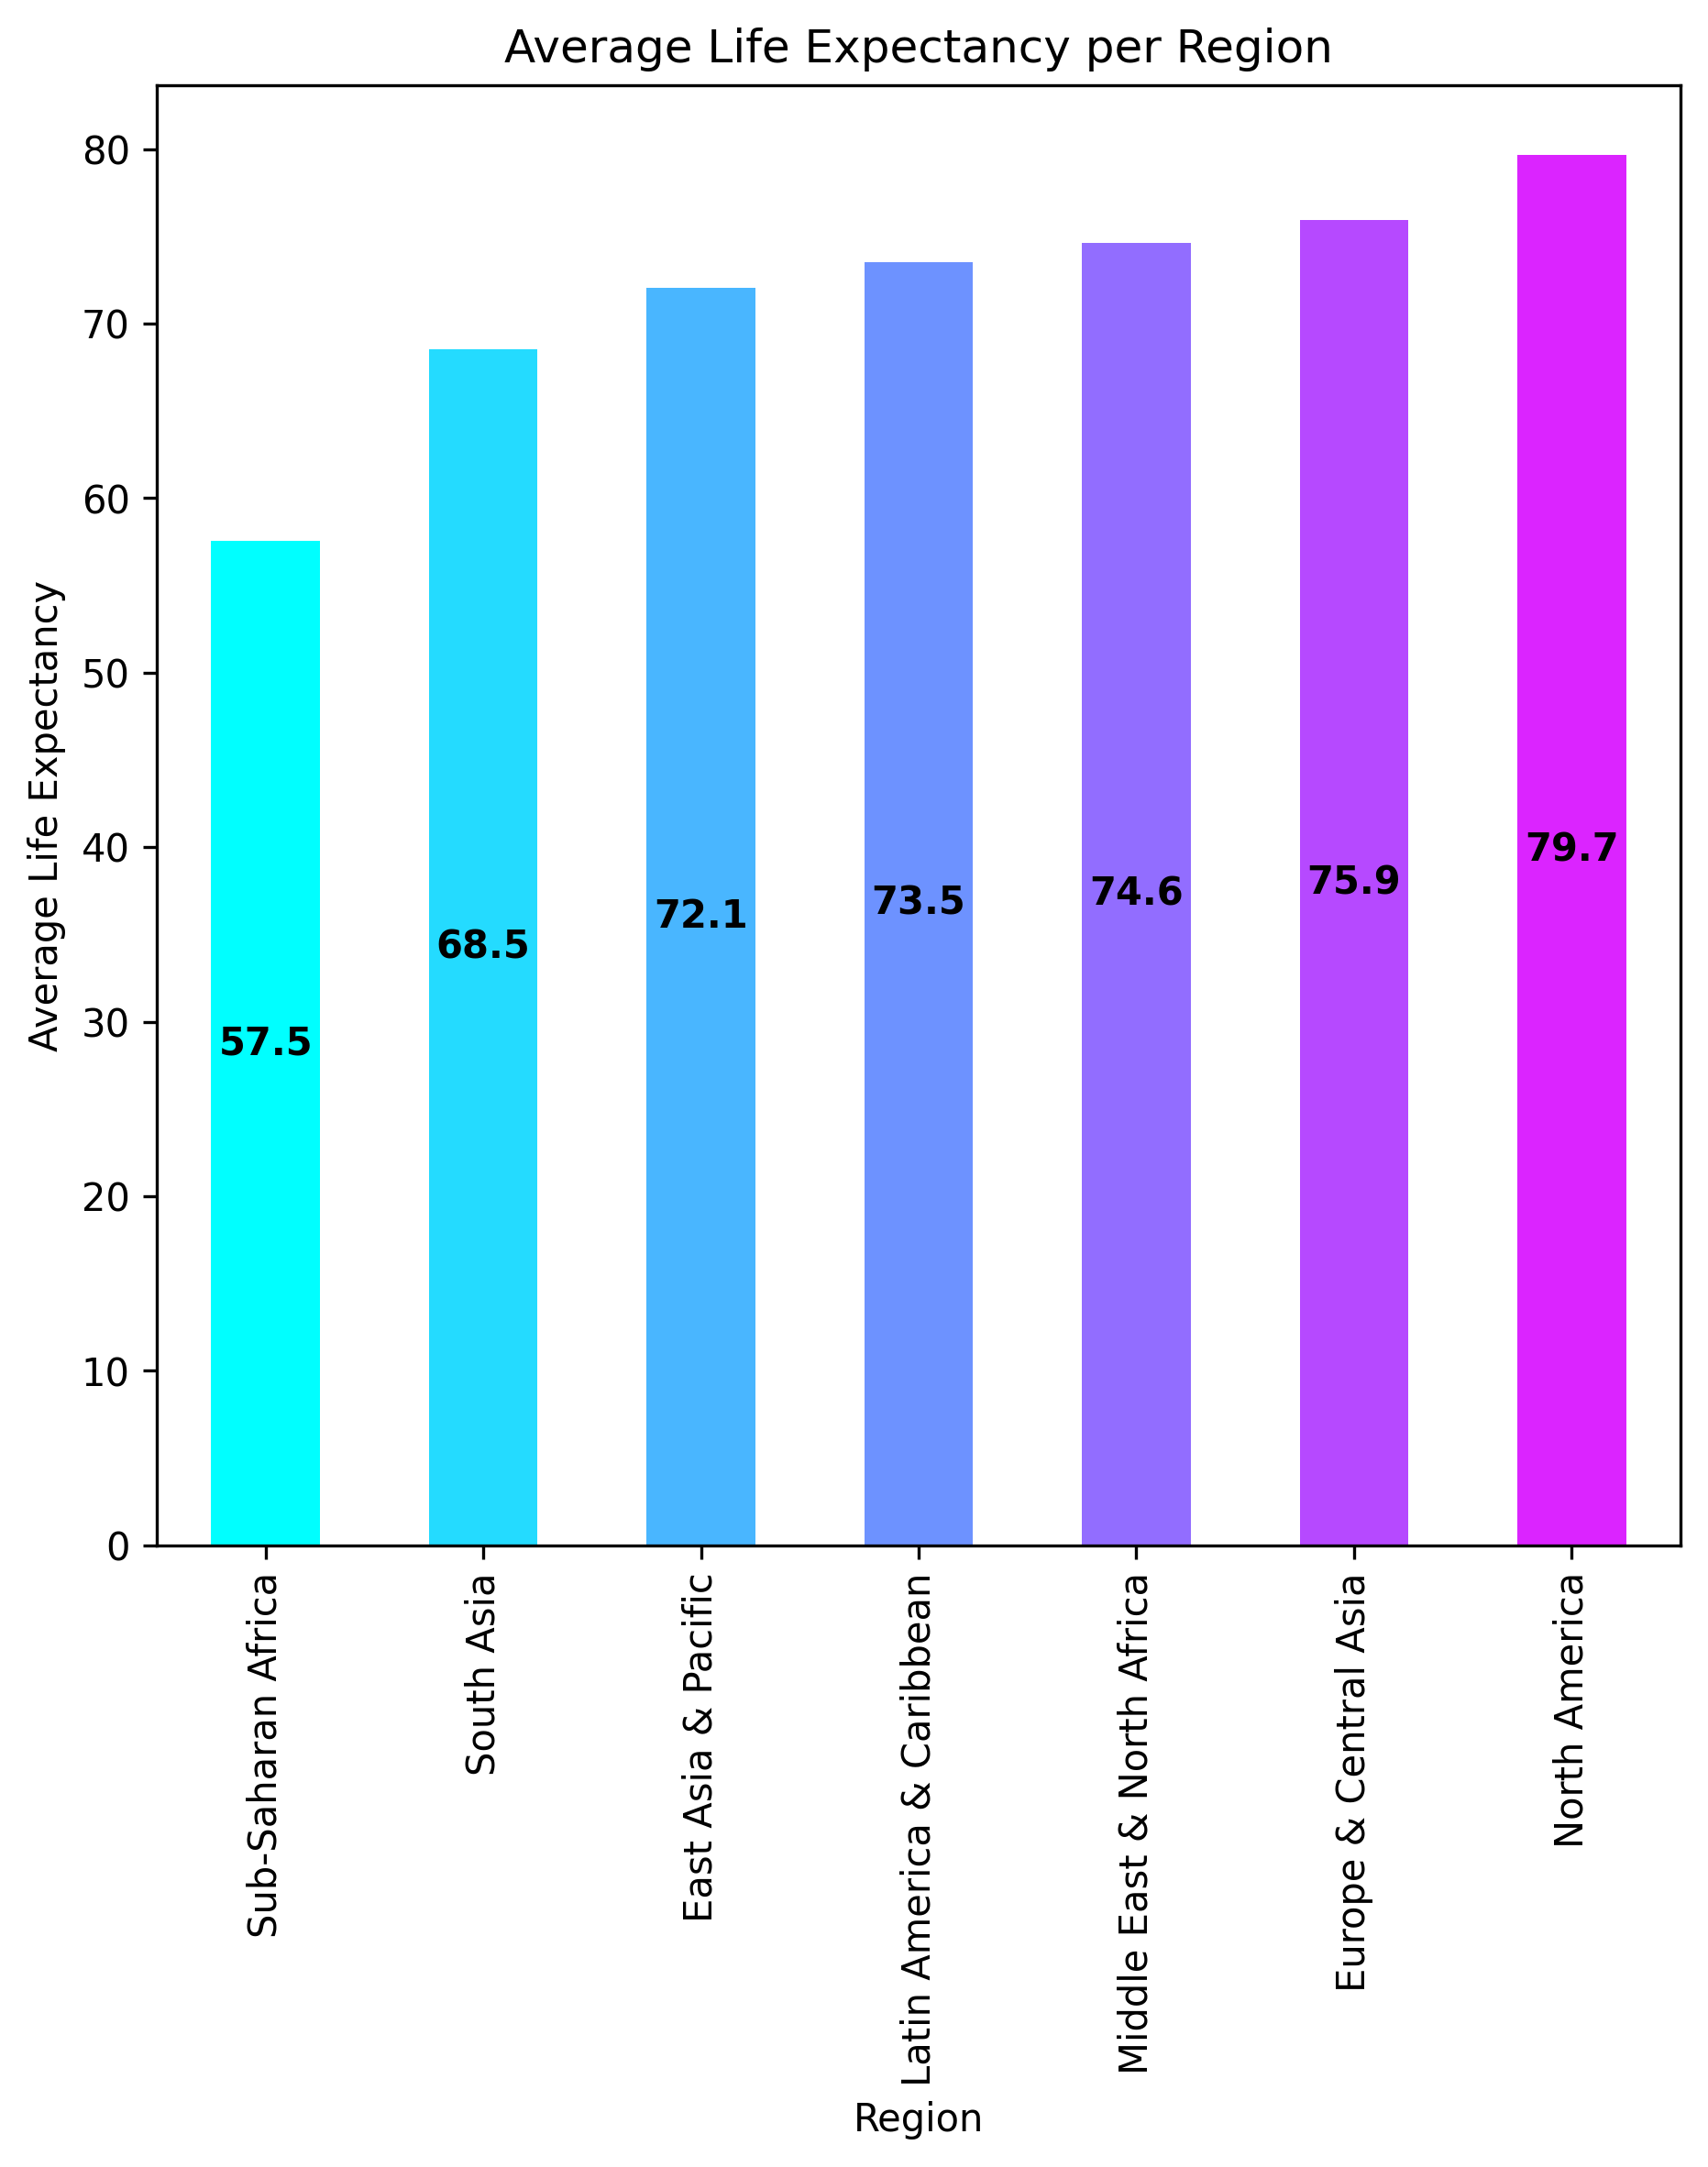 Average Life Expectancy per Region
Average Life Expectancy
80
70
60
50
40
30
20
10
0
57.5
68.5
72.1
73.5
74.6
75.9
79.7
Sub-Saharan Africa
South Asia
East Asia & Pacific
Latin America & Caribbean
Middle East & North Africa
Europe & Central Asia
North America
Region